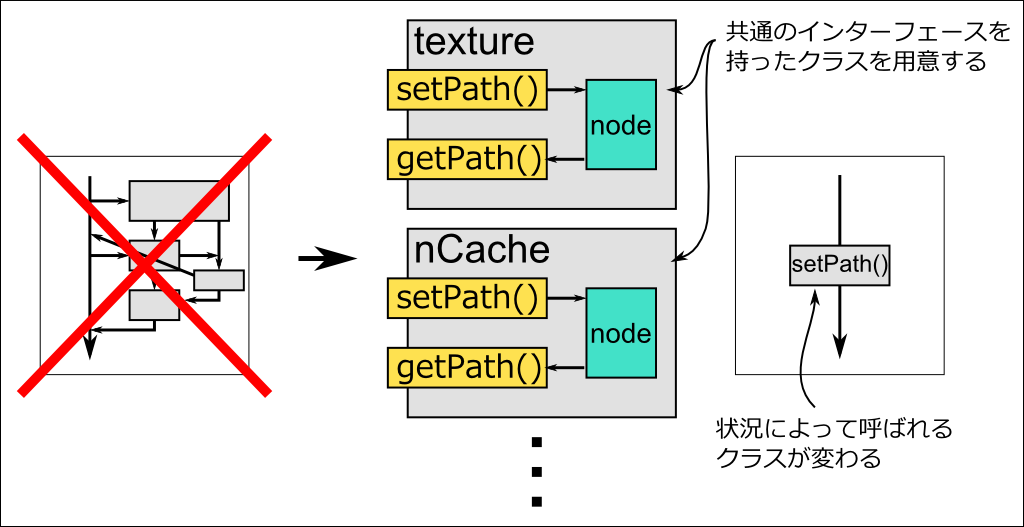 texture
setPath()
node
getPath()
nCache
setPath()
node
getPath()
共通のインターフェースを
持ったクラスを用意する
setPath()
状況によって呼ばれる
クラスが変わる